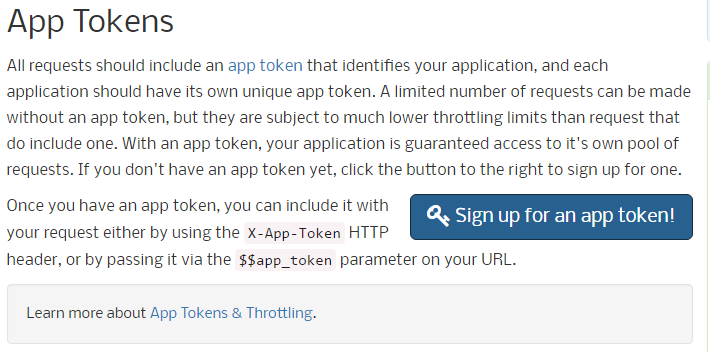 App Tokens
All requests should include an app token that identifies your application, and each
application should have its own unique app token. A limited number of requests can be made
without an app token, but they are subject to much lower throttling limits than request that
do include one. With an app token, your application is guaranteed access to it's own pool of
requests. If you don't have an app token yet, click the button to the right to sign up for one.
Once you have an app token, you can include it with
your request either by using the X-App-Token HTTP
header, or by passing it via the $$app_token parameter on your URL.
Sign up for an app token!
Learn more about App Tokens & Throttling.